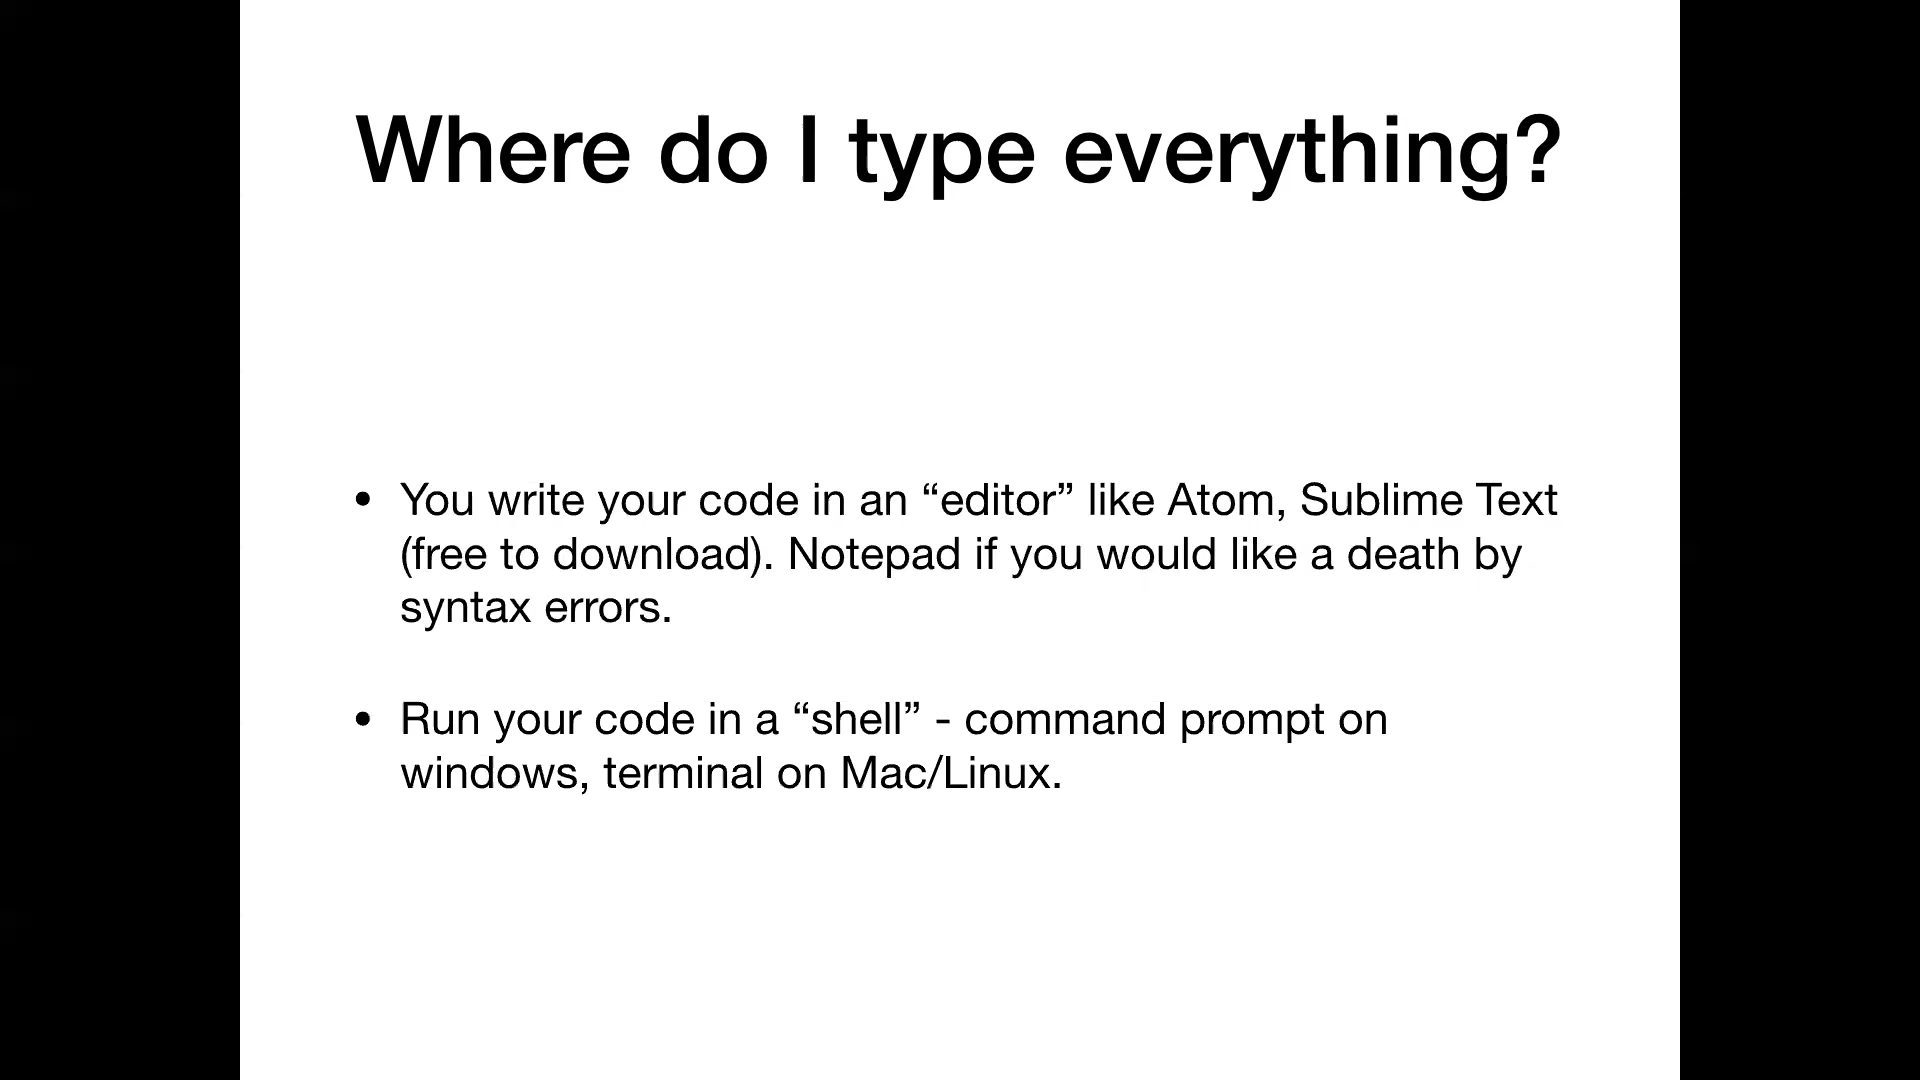 Where do I type everything?
• You write your code in an “editor” like Atom, Sublime Text
(free to download). Notepad if you would like a death by
syntax errors.
• Run your code in a “shell” - command prompt on
windows, terminal on Mac/Linux.